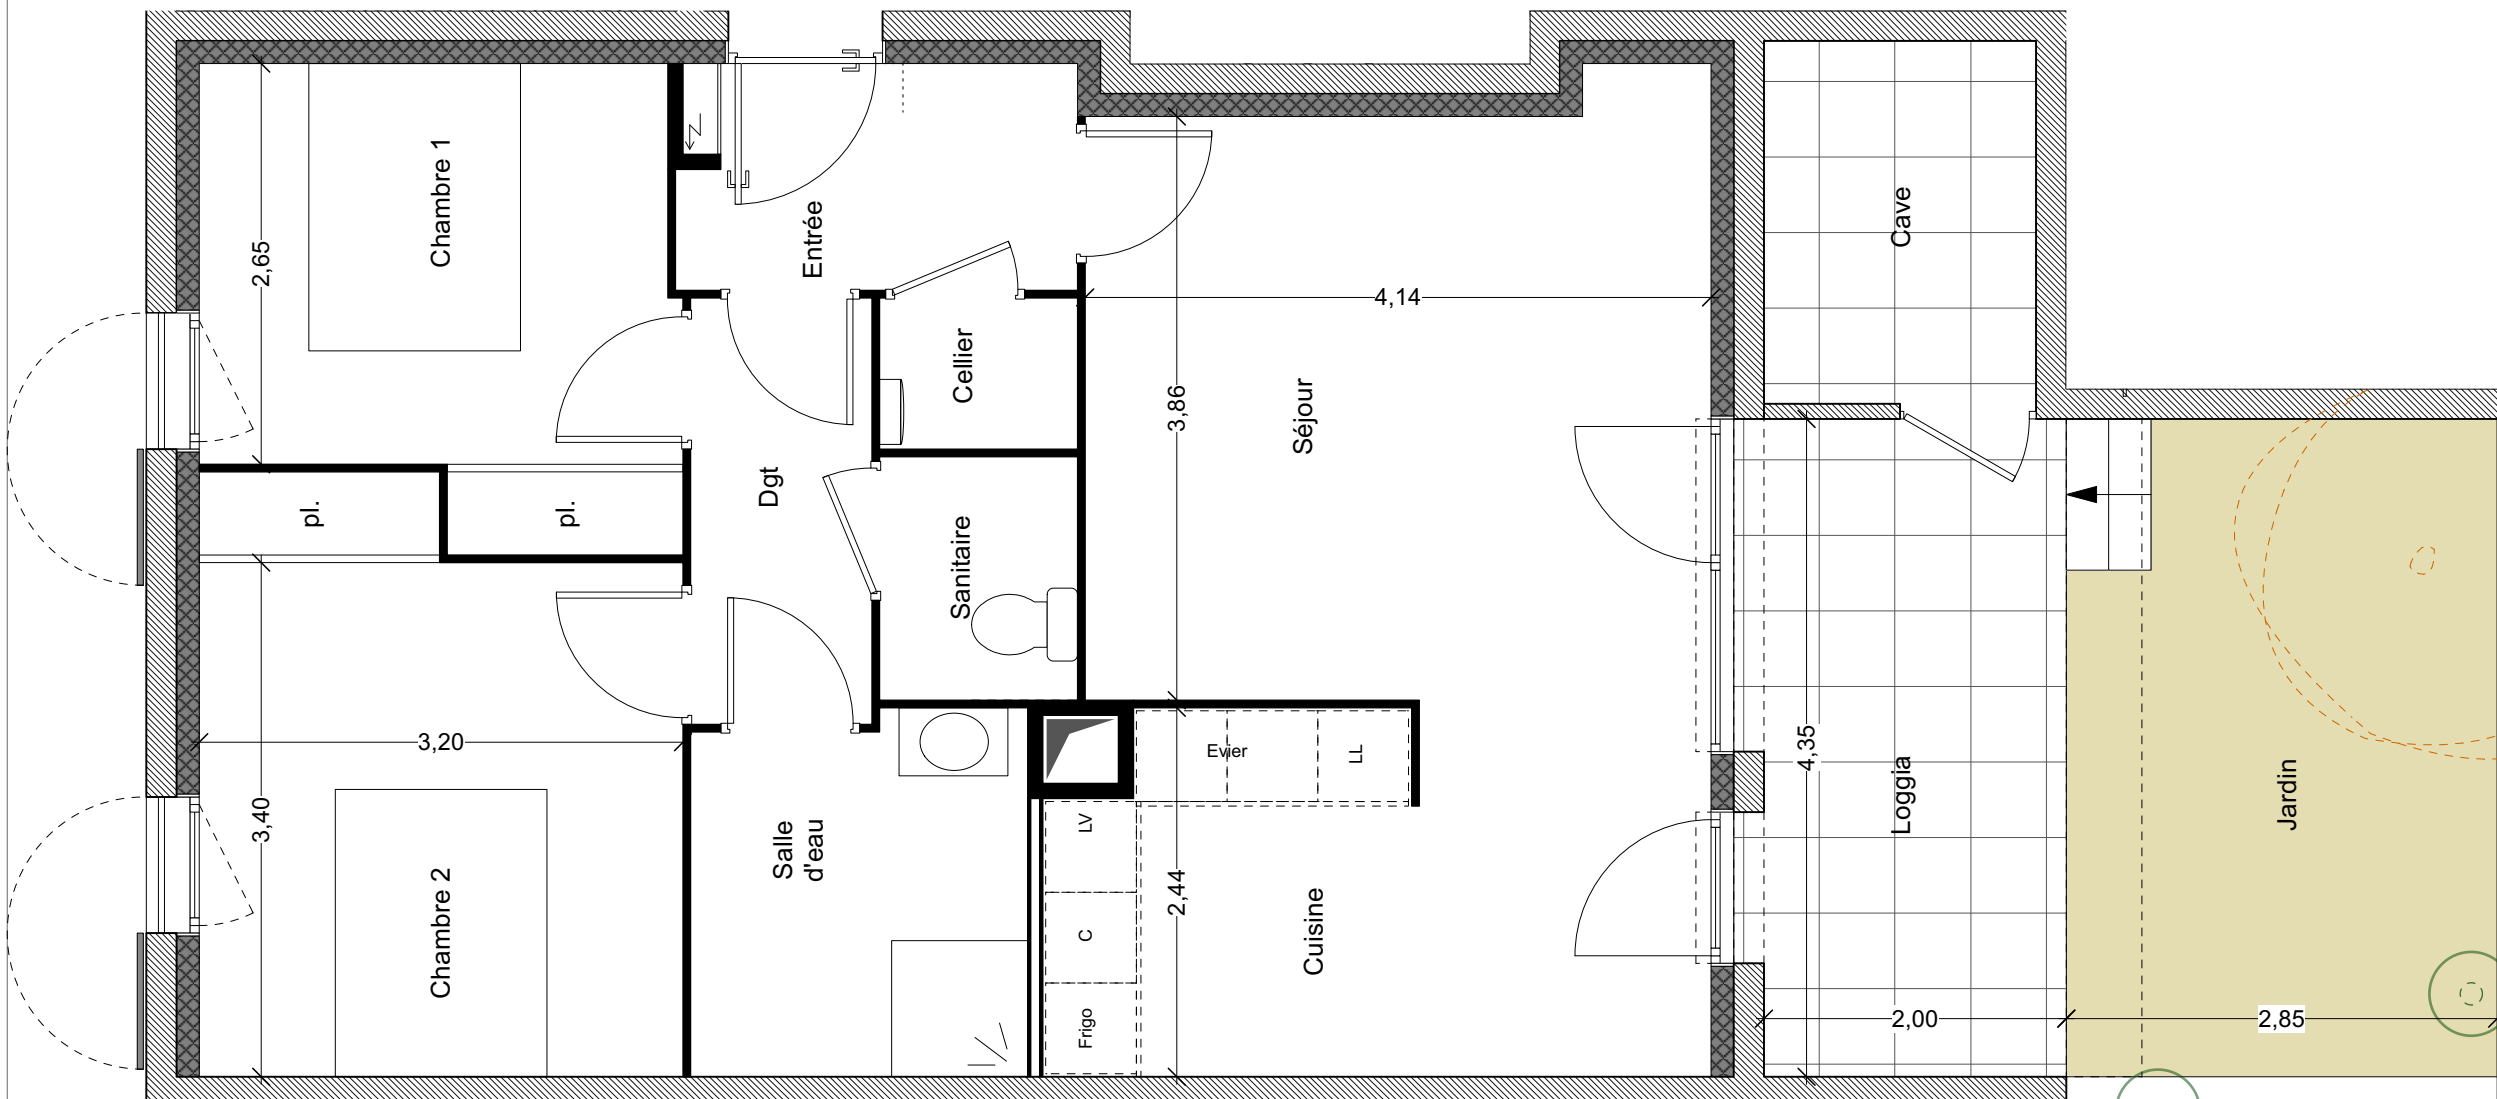 Chambre 1
2,65
Entrée
Cave
4,14
Cellier
3,86
Séjour
Dgt
pl.
pl.
Sanitaire
3,20
Evier
LL
4,35
Loggia
Jardin
3,40
Salle
d'eau
LV
2,44
Chambre 2
C
Cuisine
Frigo
2,00
2,85